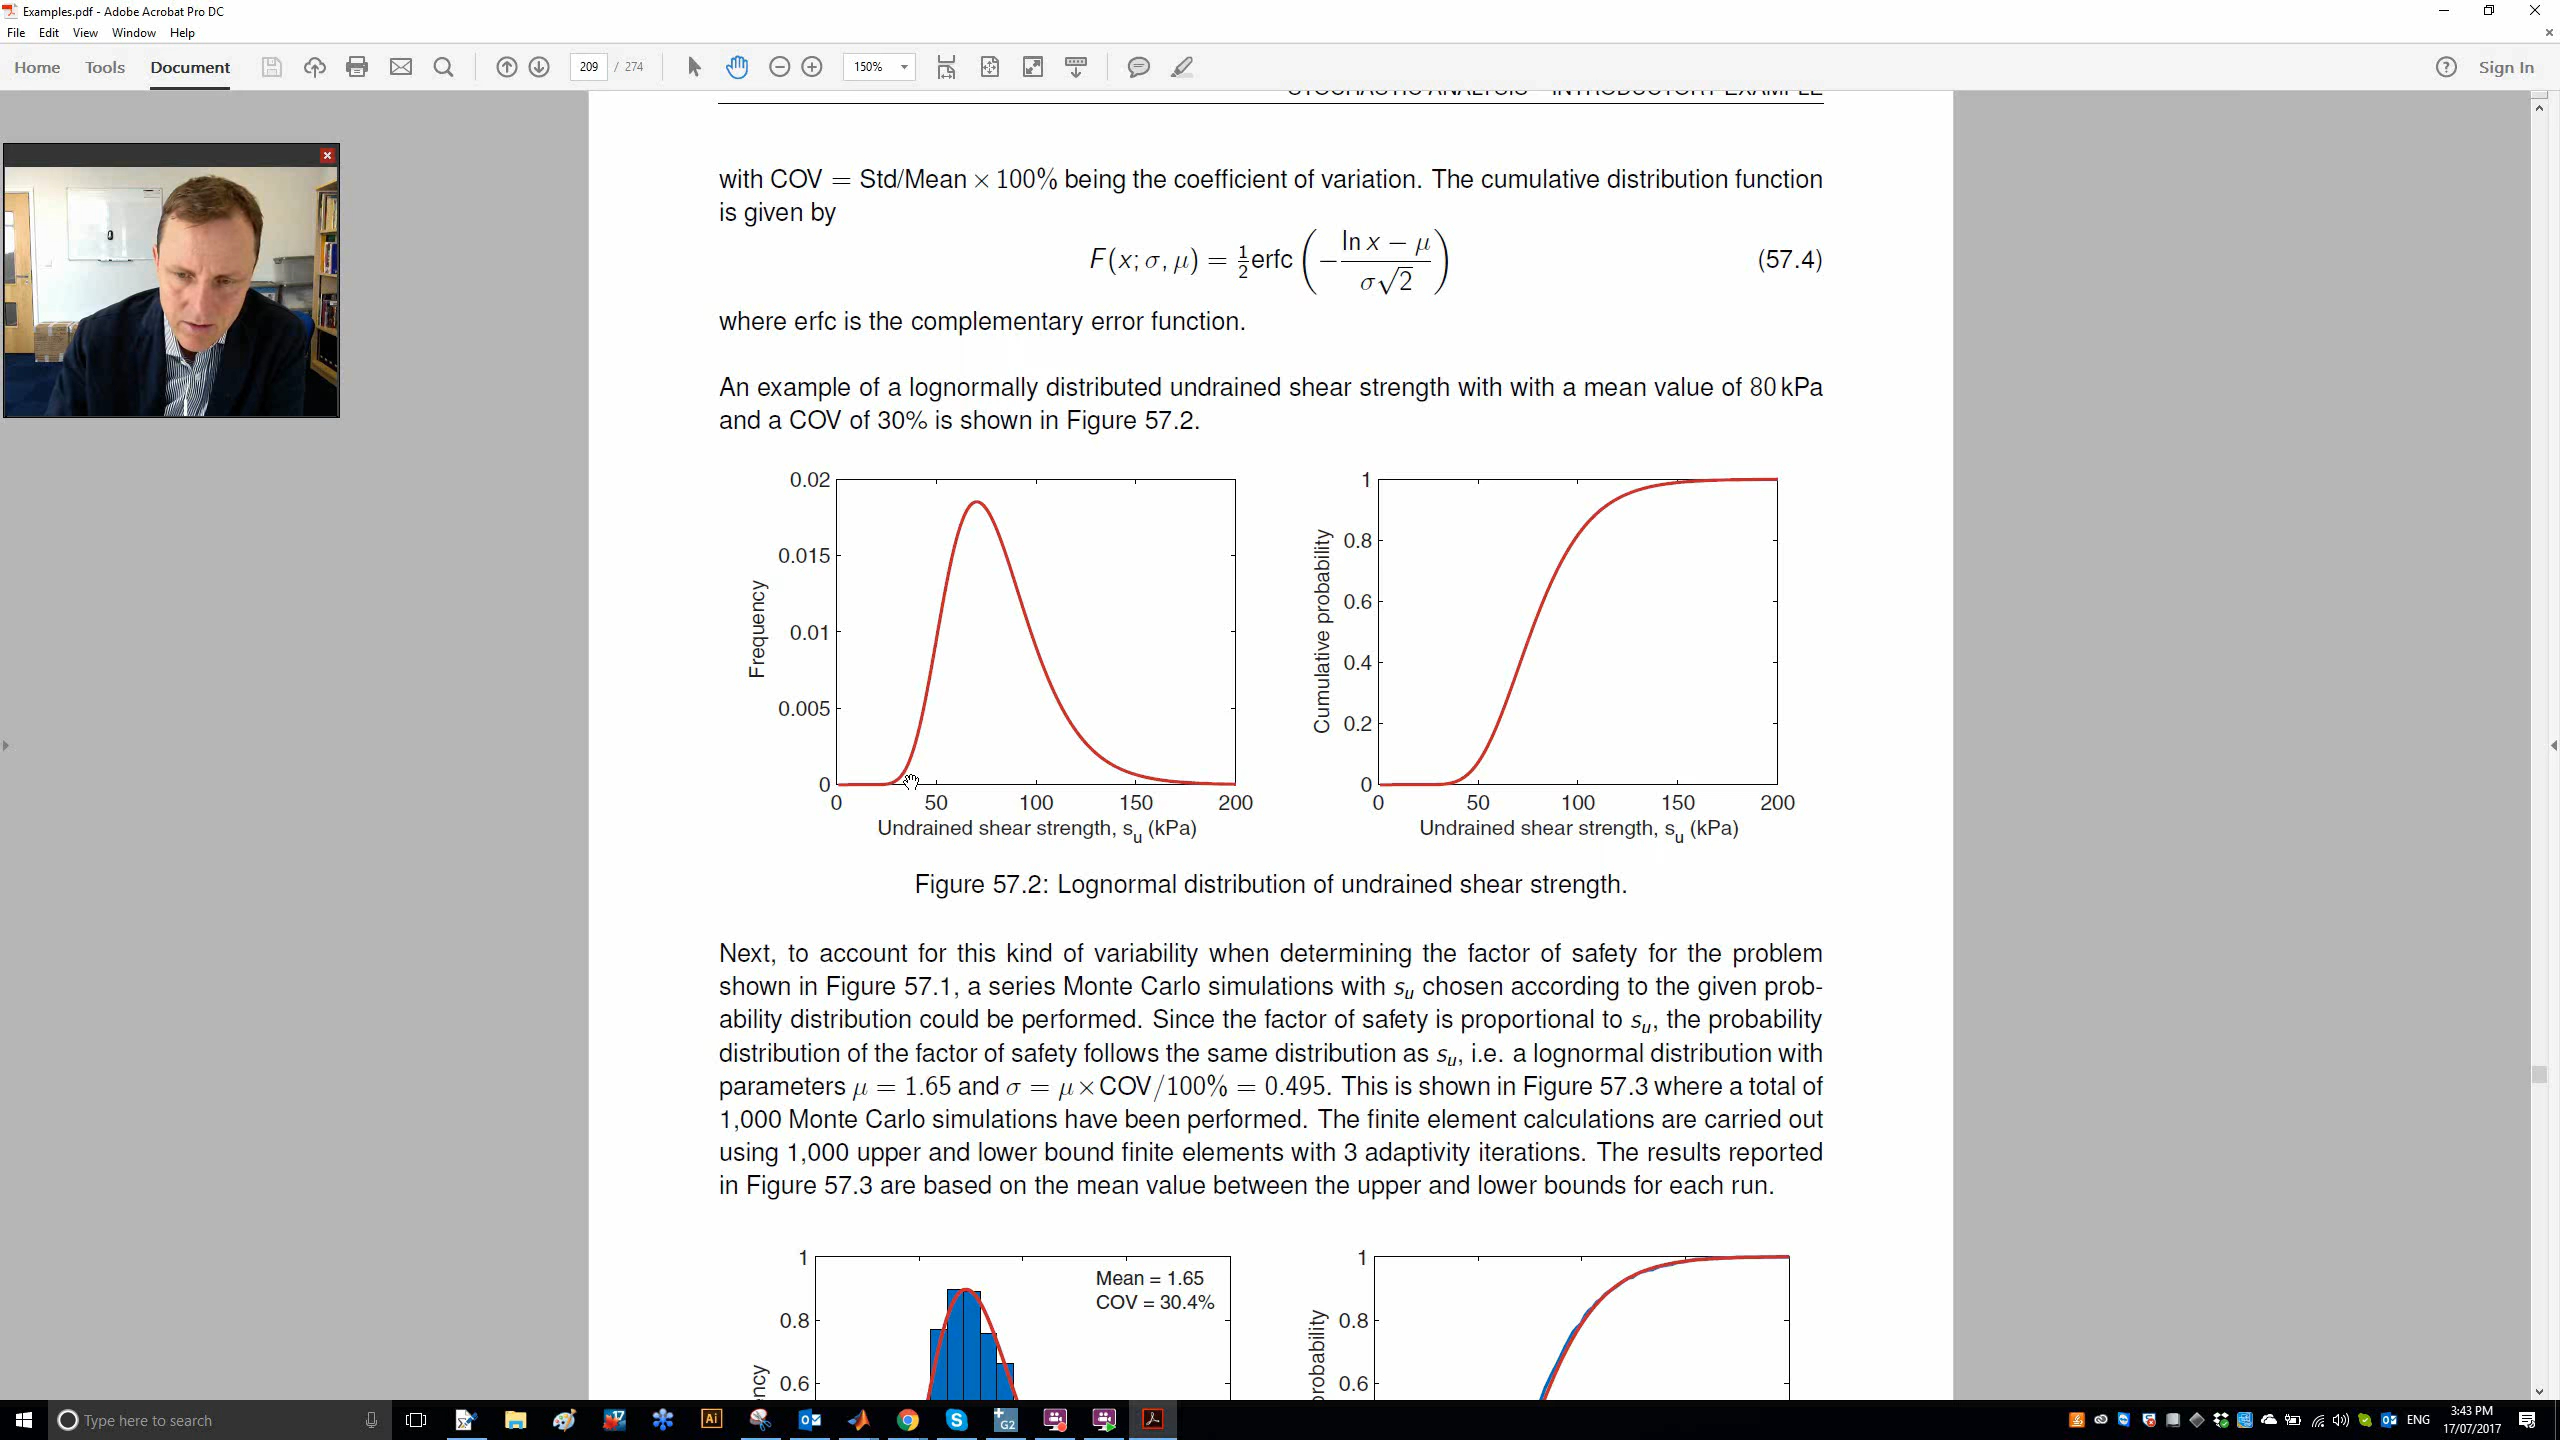 Examples.pdf - Adobe Acrobat Pro DC
File Edit View Window Help
Home Tools Document 209 / 274 150% Sign In
STOCHASTIC ANALYSIS – INTRODUCTORY EXAMPLE
with COV = Std/Mean × 100% being the coefficient of variation. The cumulative distribution function
is given by
F(x; σ, μ) = ½erfc(−(ln x − μ)/(σ√2)) (57.4)
where erfc is the complementary error function.
An example of a lognormally distributed undrained shear strength with with a mean value of 80 kPa
and a COV of 30% is shown in Figure 57.2.
0.02
0.015
0.01
0.005
0
Frequency
0 50 100 150 200
Undrained shear strength, su (kPa)
1
0.8
0.6
0.4
0.2
0
Cumulative probability
0 50 100 150 200
Undrained shear strength, su (kPa)
Figure 57.2: Lognormal distribution of undrained shear strength.
Next, to account for this kind of variability when determining the factor of safety for the problem
shown in Figure 57.1, a series Monte Carlo simulations with su chosen according to the given prob-
ability distribution could be performed. Since the factor of safety is proportional to su, the probability
distribution of the factor of safety follows the same distribution as su, i.e. a lognormal distribution with
parameters μ = 1.65 and σ = μ × COV/100% = 0.495. This is shown in Figure 57.3 where a total of
1,000 Monte Carlo simulations have been performed. The finite element calculations are carried out
using 1,000 upper and lower bound finite elements with 3 adaptivity iterations. The results reported
in Figure 57.3 are based on the mean value between the upper and lower bounds for each run.
1
0.8
0.6
Mean = 1.65
COV = 30.4%
1
0.8
0.6
Type here to search
17
Ai
G2
ENG
3:43 PM
17/07/2017